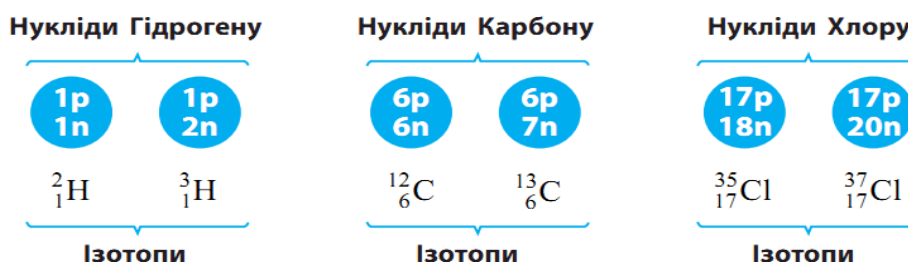 Нукліди Гідрогену Нукліди Карбону Нукліди Хлору
1p 1p 6p 6p 17p 17p
1n 2n 6n 7n 18n 20n
²₁H ³₁H ¹²₆C ¹³₆C ³⁵₁₇Cl ³⁷₁₇Cl
Ізотопи Ізотопи Ізотопи